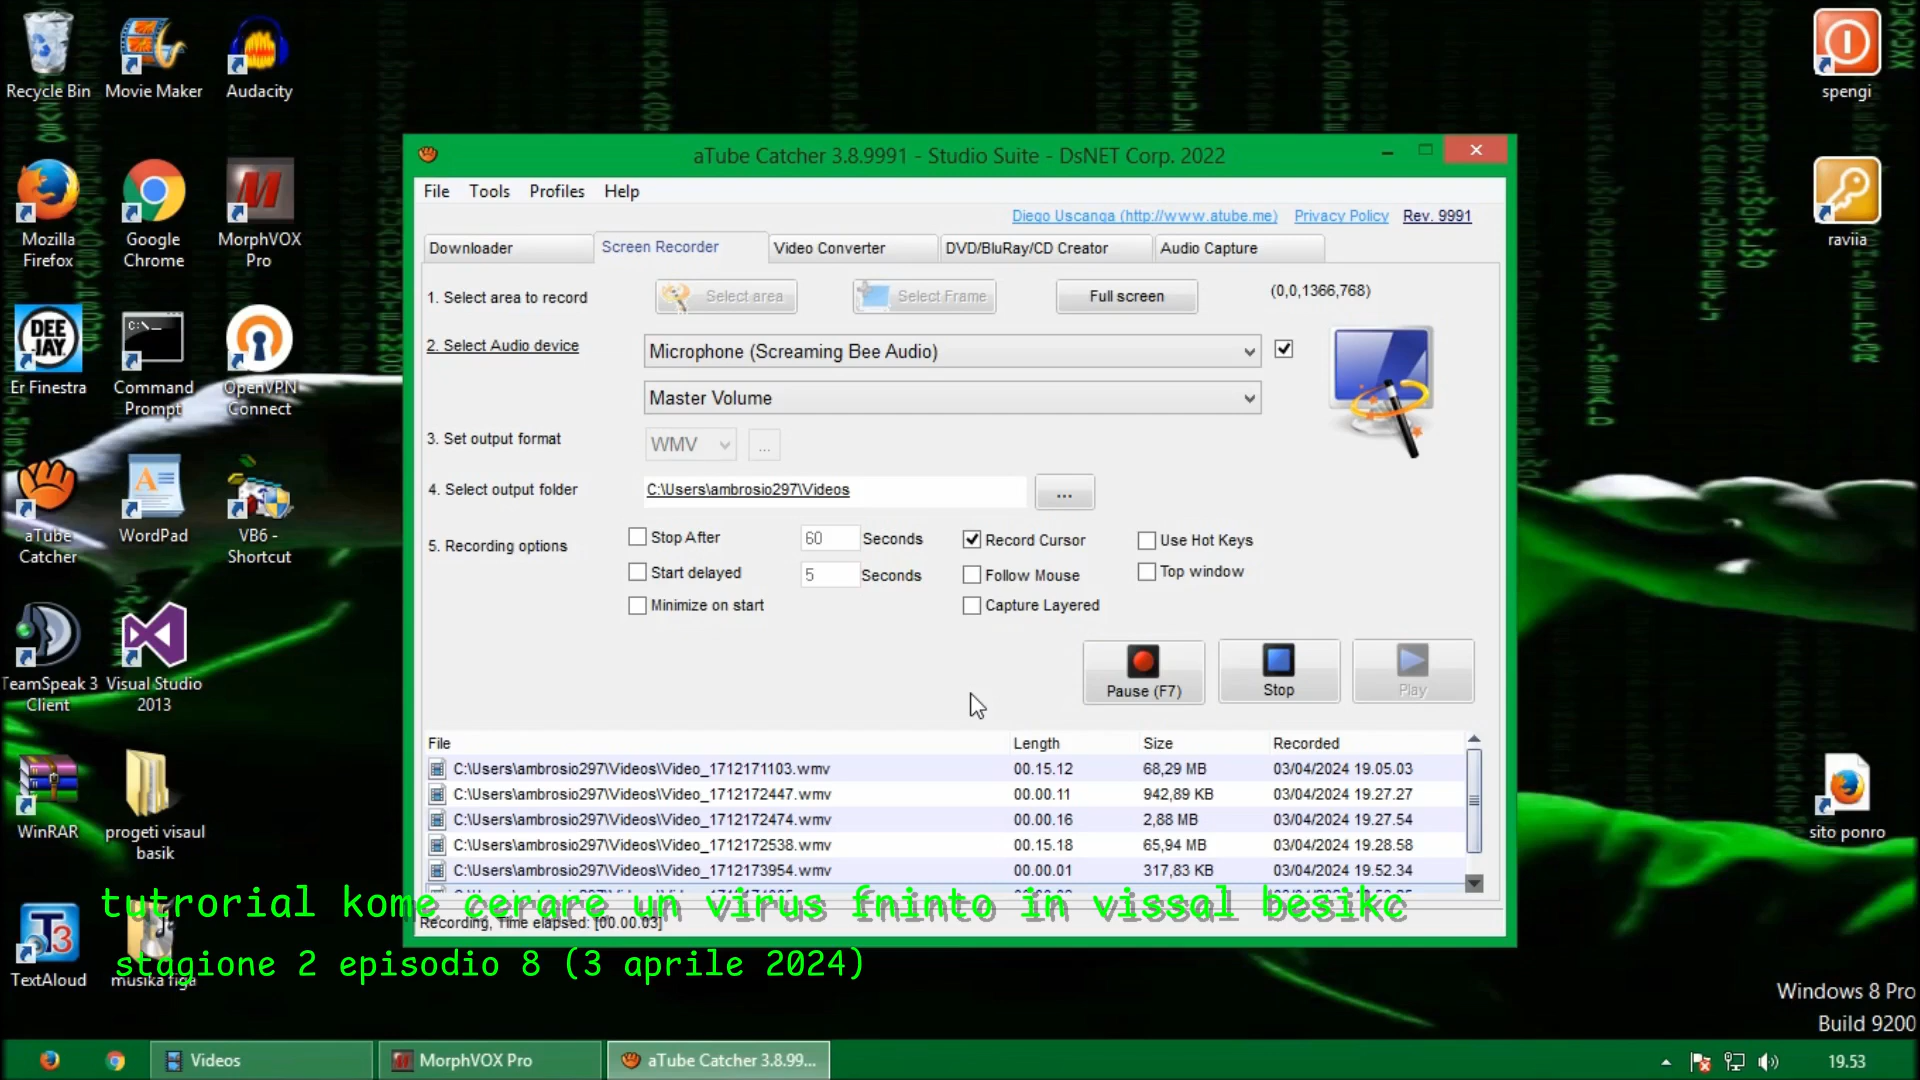 Recycle Bin
Movie Maker
Audacity
spengi
Mozilla
Firefox
Google
Chrome
MorphVOX
Pro
raviia
DEE
JAY
Er Finestra
C:\_
Command
Prompt
OpenVPN
Connect
aTube
Catcher
WordPad
VB6 -
Shortcut
TeamSpeak 3
Client
Visual Studio
2013
WinRAR
progeti visaul
basik
sito ponro
T3
TextAloud
musika figa
aTube Catcher 3.8.9991 - Studio Suite - DsNET Corp. 2022
File Tools Profiles Help
Diego Uscanga (http://www.atube.me) Privacy Policy Rev. 9991
Downloader Screen Recorder Video Converter DVD/BluRay/CD Creator Audio Capture
1. Select area to record Select area Select Frame Full screen (0,0,1366,768)
2. Select Audio device Microphone (Screaming Bee Audio)
Master Volume
3. Set output format WMV ...
4. Select output folder C:\Users\ambrosio297\Videos ...
5. Recording options
Stop After 60 Seconds Record Cursor Use Hot Keys
Start delayed 5 Seconds Follow Mouse Top window
Minimize on start Capture Layered
Pause (F7) Stop Play
File Length Size Recorded
C:\Users\ambrosio297\Videos\Video_1712171103.wmv 00.15.12 68,29 MB 03/04/2024 19.05.03
C:\Users\ambrosio297\Videos\Video_1712172447.wmv 00.00.11 942,89 KB 03/04/2024 19.27.27
C:\Users\ambrosio297\Videos\Video_1712172474.wmv 00.00.16 2,88 MB 03/04/2024 19.27.54
C:\Users\ambrosio297\Videos\Video_1712172538.wmv 00.15.18 65,94 MB 03/04/2024 19.28.58
C:\Users\ambrosio297\Videos\Video_1712173954.wmv 00.00.01 317,83 KB 03/04/2024 19.52.34
tutrorial kome cerare un virus fninto in vissal besikc
Recording, Time elapsed: [00.00.03]
stagione 2 episodio 8 (3 aprile 2024)
Windows 8 Pro
Build 9200
Videos
MorphVOX Pro
aTube Catcher 3.8.99...
19.53